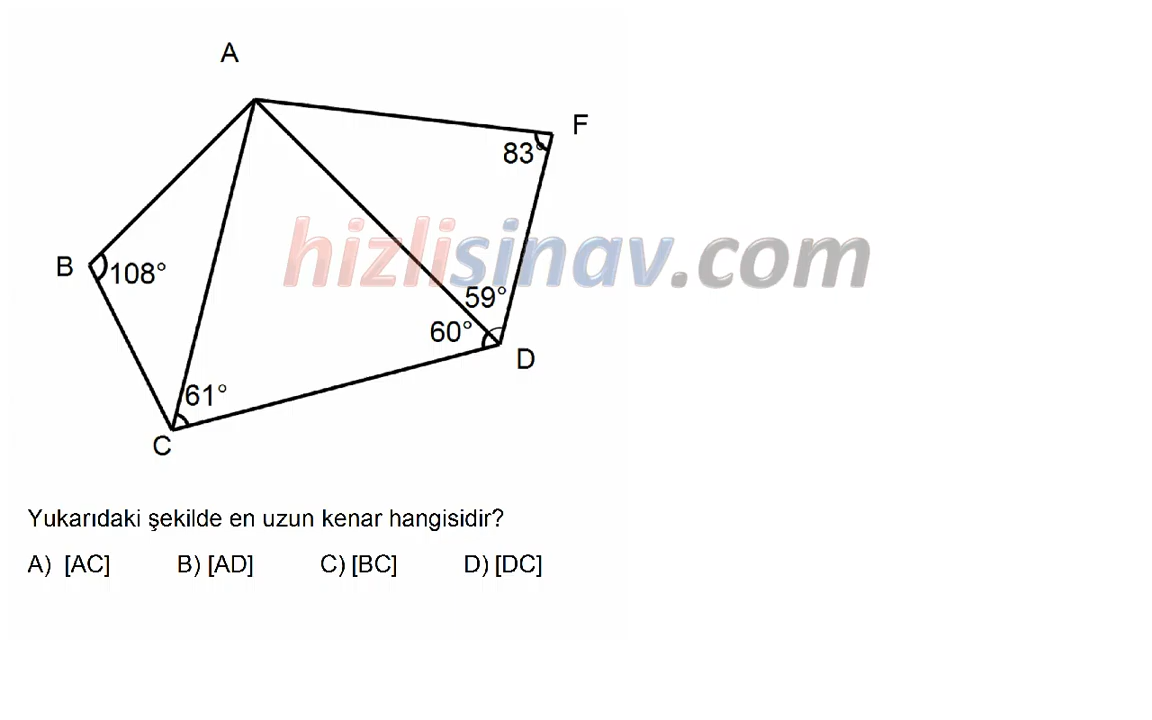 A
F
83°
B
108°
hizlisinav.com
59°
60°
D
61°
C
Yukarıdaki şekilde en uzun kenar hangisidir?
A) [AC] B) [AD] C) [BC] D) [DC]